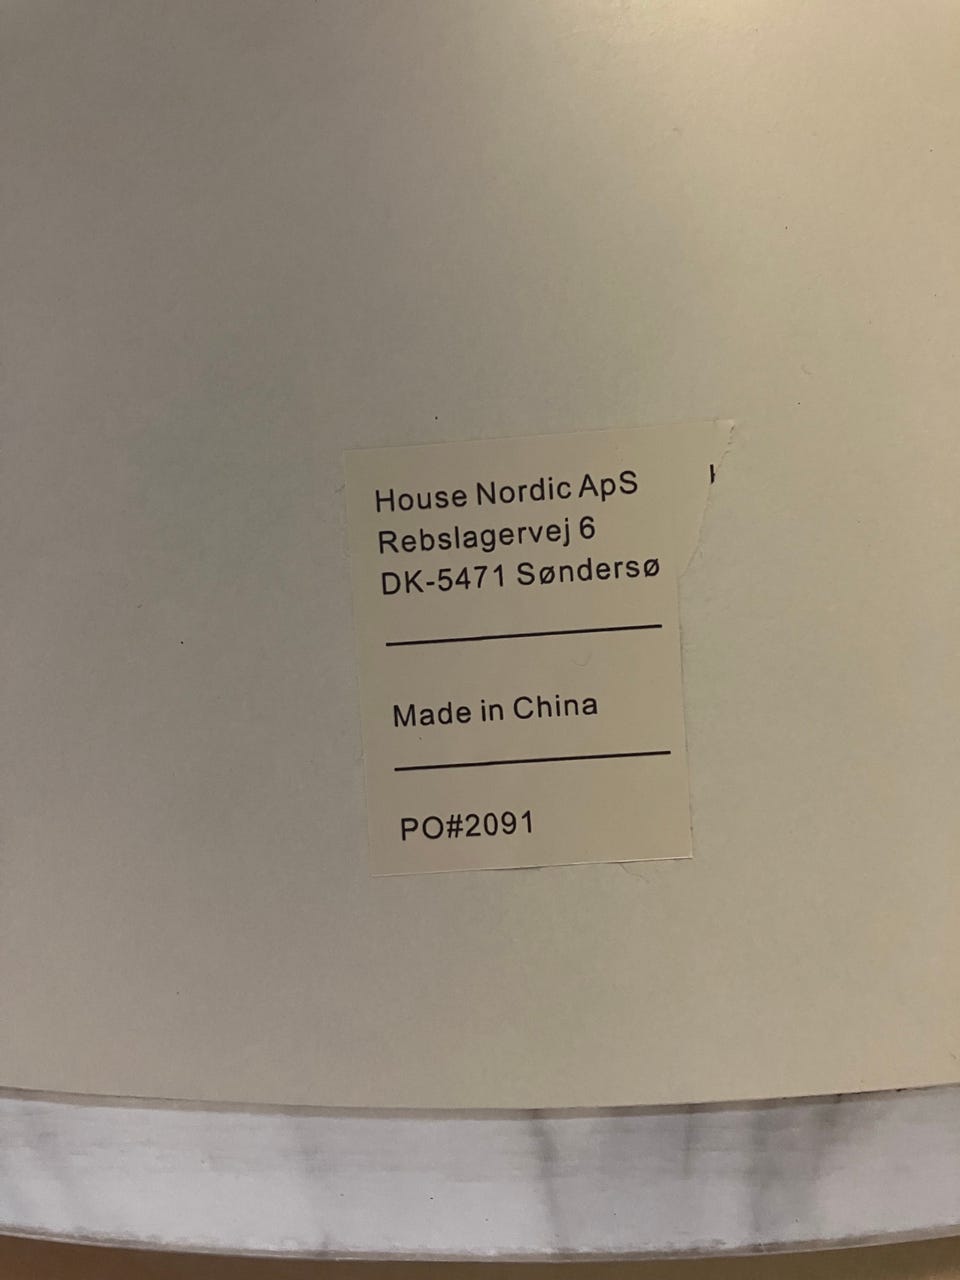 House Nordic ApS
Rebslagervej 6
DK-5471 Søndersø
Made in China
PO#2091